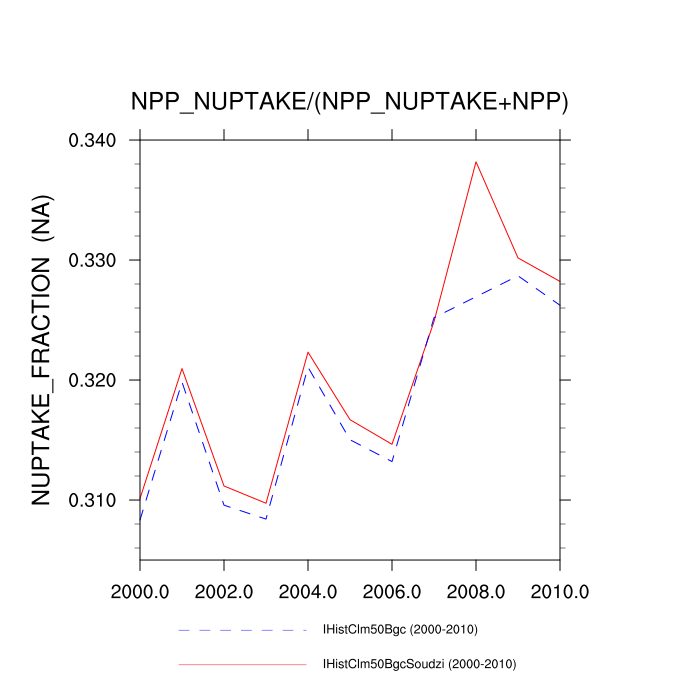 NPP_NUPTAKE/(NPP_NUPTAKE+NPP)
NUPTAKE_FRACTION (NA)
0.340
0.330
0.320
0.310
2000.0 2002.0 2004.0 2006.0 2008.0 2010.0
IHistClm50Bgc (2000-2010)
IHistClm50BgcSoudzi (2000-2010)